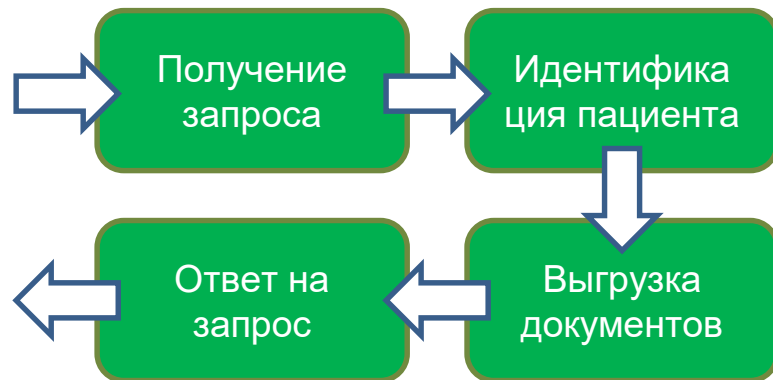 Получение
запроса
Идентифика
ция пациента
Ответ на
запрос
Выгрузка
документов